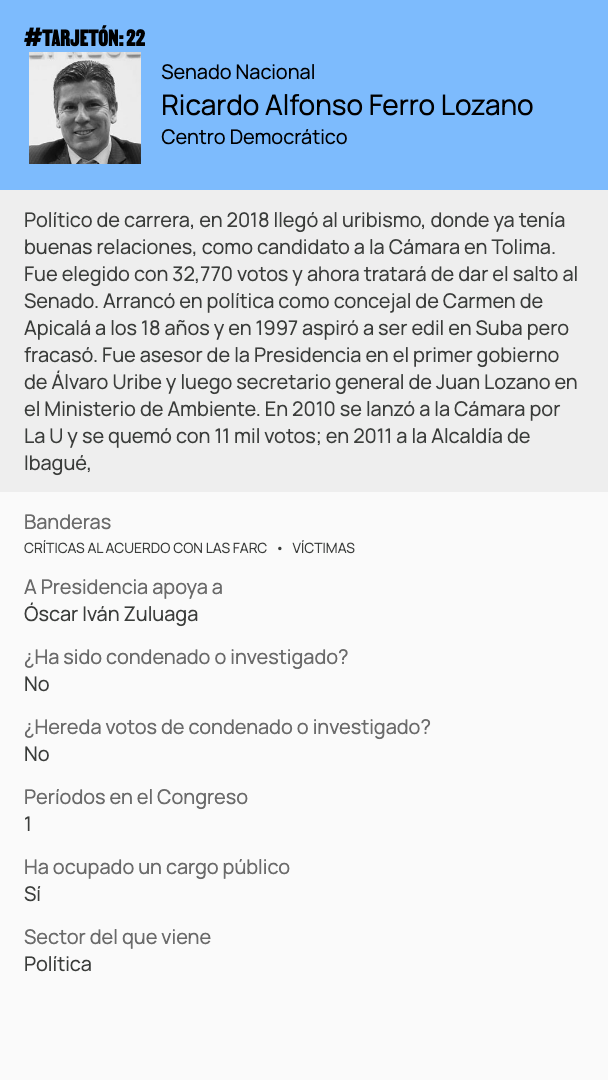 #TARJETÓN: 22
Senado Nacional
Ricardo Alfonso Ferro Lozano
Centro Democrático
Político de carrera, en 2018 llegó al uribismo, donde ya tenía
buenas relaciones, como candidato a la Cámara en Tolima.
Fue elegido con 32,770 votos y ahora tratará de dar el salto al
Senado. Arrancó en política como concejal de Carmen de
Apicalá a los 18 años y en 1997 aspiró a ser edil en Suba pero
fracasó. Fue asesor de la Presidencia en el primer gobierno
de Álvaro Uribe y luego secretario general de Juan Lozano en
el Ministerio de Ambiente. En 2010 se lanzó a la Cámara por
La U y se quemó con 11 mil votos; en 2011 a la Alcaldía de
Ibagué,
Banderas
CRÍTICAS AL ACUERDO CON LAS FARC • VÍCTIMAS
A Presidencia apoya a
Óscar Iván Zuluaga
¿Ha sido condenado o investigado?
No
¿Hereda votos de condenado o investigado?
No
Períodos en el Congreso
1
Ha ocupado un cargo público
Sí
Sector del que viene
Política